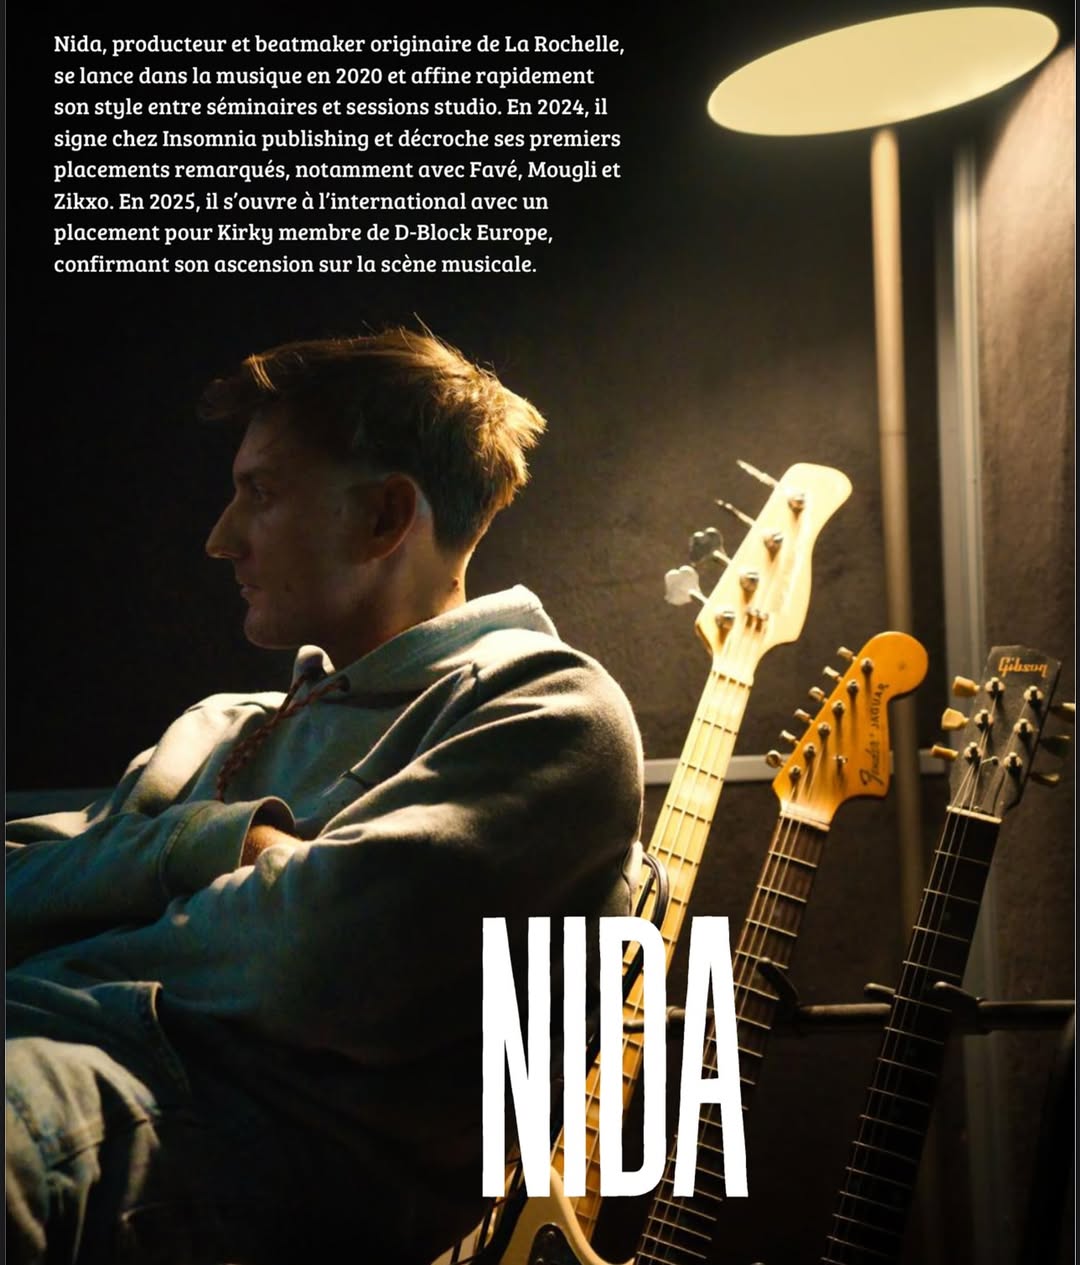 Nida, producteur et beatmaker originaire de La Rochelle,
se lance dans la musique en 2020 et affine rapidement
son style entre séminaires et sessions studio. En 2024, il
signe chez Insomnia publishing et décroche ses premiers
placements remarqués, notamment avec Favé, Mougli et
Zikxo. En 2025, il s’ouvre à l’international avec un
placement pour Kirky membre de D-Block Europe,
confirmant son ascension sur la scène musicale.
Gibson
Fender JAGUAR
NIDA